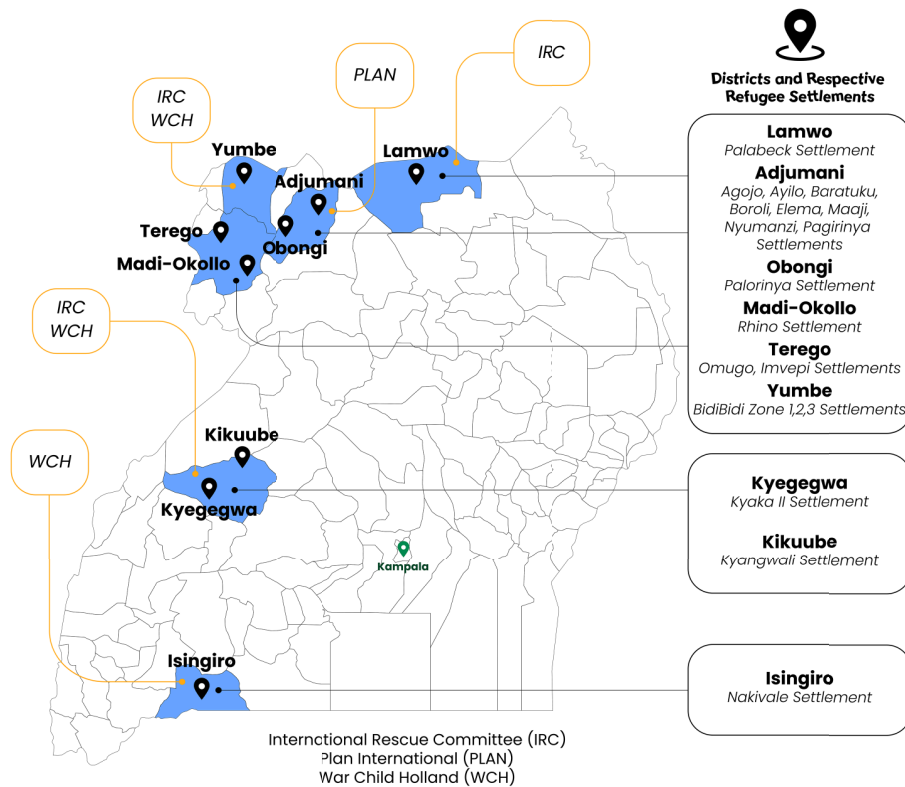 IRC
WCH
PLAN
IRC
Districts and Respective
Refugee Settlements
Yumbe
Adjumani
Lamwo
Terego
Obongi
Madi-Okollo
Lamwo
Palabeck Settlement
Adjumani
Agojo, Ayilo, Baratuku,
Boroli, Elema, Maaji,
Nyumanzi, Pagirinya
Settlements
Obongi
Palorinya Settlement
Madi-Okollo
Rhino Settlement
Terego
Omugo, Imvepi Settlements
Yumbe
BidiBidi Zone 1,2,3 Settlements
IRC
WCH
WCH
Kikuube
Kyegegwa
Kyegegwa
Kyaka II Settlement
Kikuube
Kyangwali Settlement
Kampala
Isingiro
Isingiro
Nakivale Settlement
International Rescue Committee (IRC)
Plan International (PLAN)
War Child Holland (WCH)